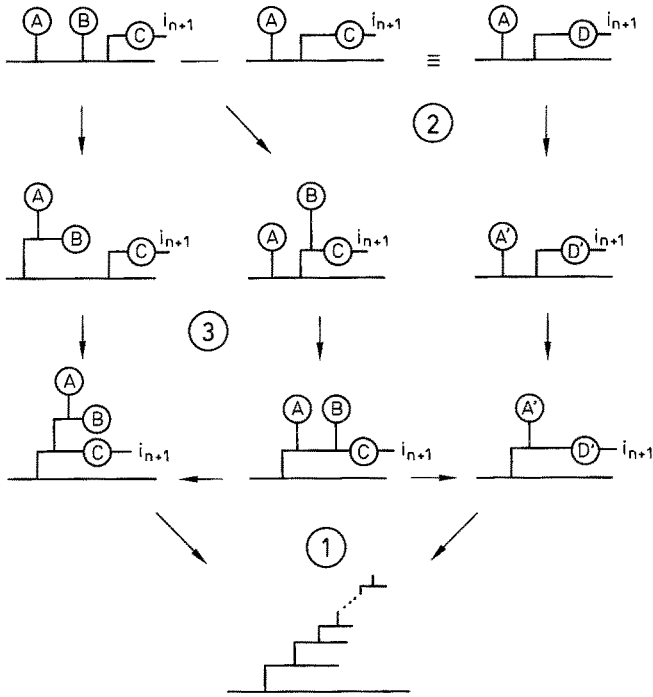 A B C i_{n+1} — A C i_{n+1} ≡ A D i_{n+1}
2
A B C i_{n+1} A B C i_{n+1} A' D' i_{n+1}
3
A B C i_{n+1} A B C i_{n+1} A' D' i_{n+1}
1